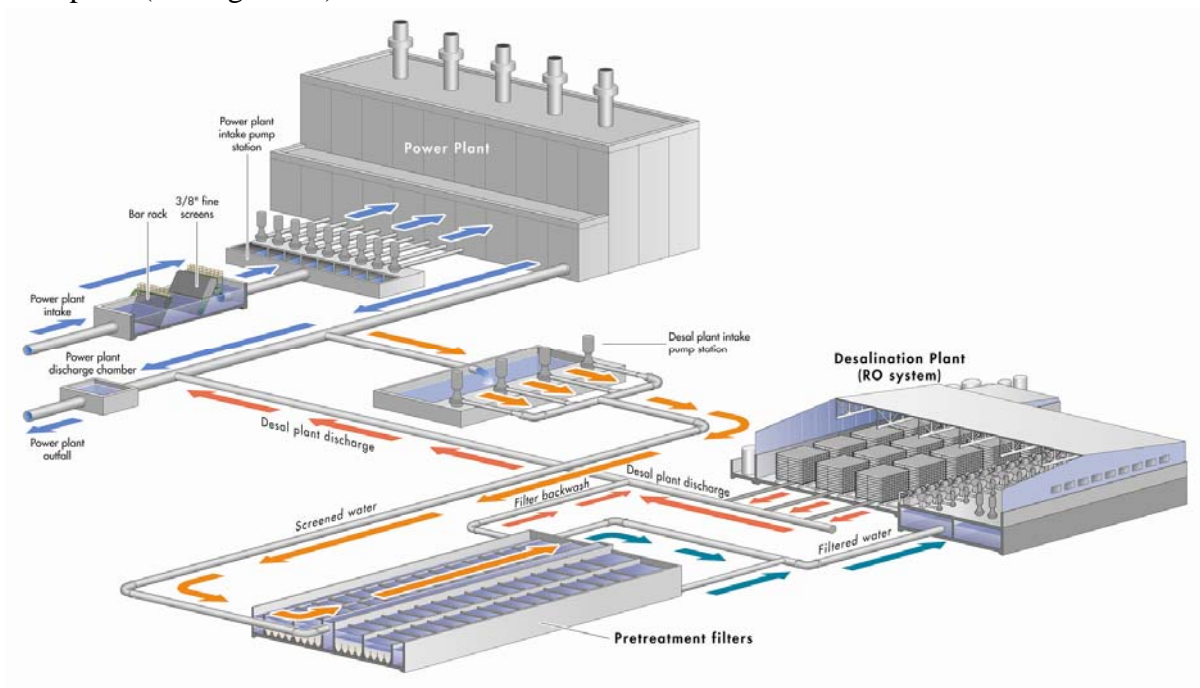 Power plant
intake pump
station
Power Plant
3/8" fine
screens
Bar rack
Power plant
intake
Power plant
discharge chamber
Desal plant intake
pump station
Desalination Plant
(RO system)
Power plant
outfall
Desal plant discharge
Desal plant discharge
Filter backwash
Screened water
Filtered water
Pretreatment filters